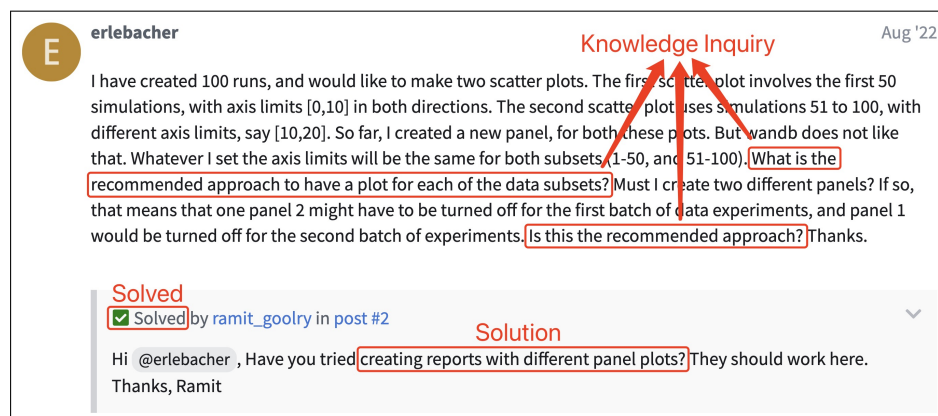 E
erlebacher
Aug '22
Knowledge Inquiry
I have created 100 runs, and would like to make two scatter plots. The first scatter plot involves the first 50
simulations, with axis limits [0,10] in both directions. The second scatter plot uses simulations 51 to 100, with
different axis limits, say [10,20]. So far, I created a new panel, for both these plots. But wandb does not like
that. Whatever I set the axis limits will be the same for both subsets (1-50, and 51-100). What is the
recommended approach to have a plot for each of the data subsets? Must I create two different panels? If so,
that means that one panel 2 might have to be turned off for the first batch of data experiments, and panel 1
would be turned off for the second batch of experiments. Is this the recommended approach? Thanks.
Solved
✅ Solved by ramit_goolry in post #2
Solution
Hi @erlebacher , Have you tried creating reports with different panel plots? They should work here.
Thanks, Ramit